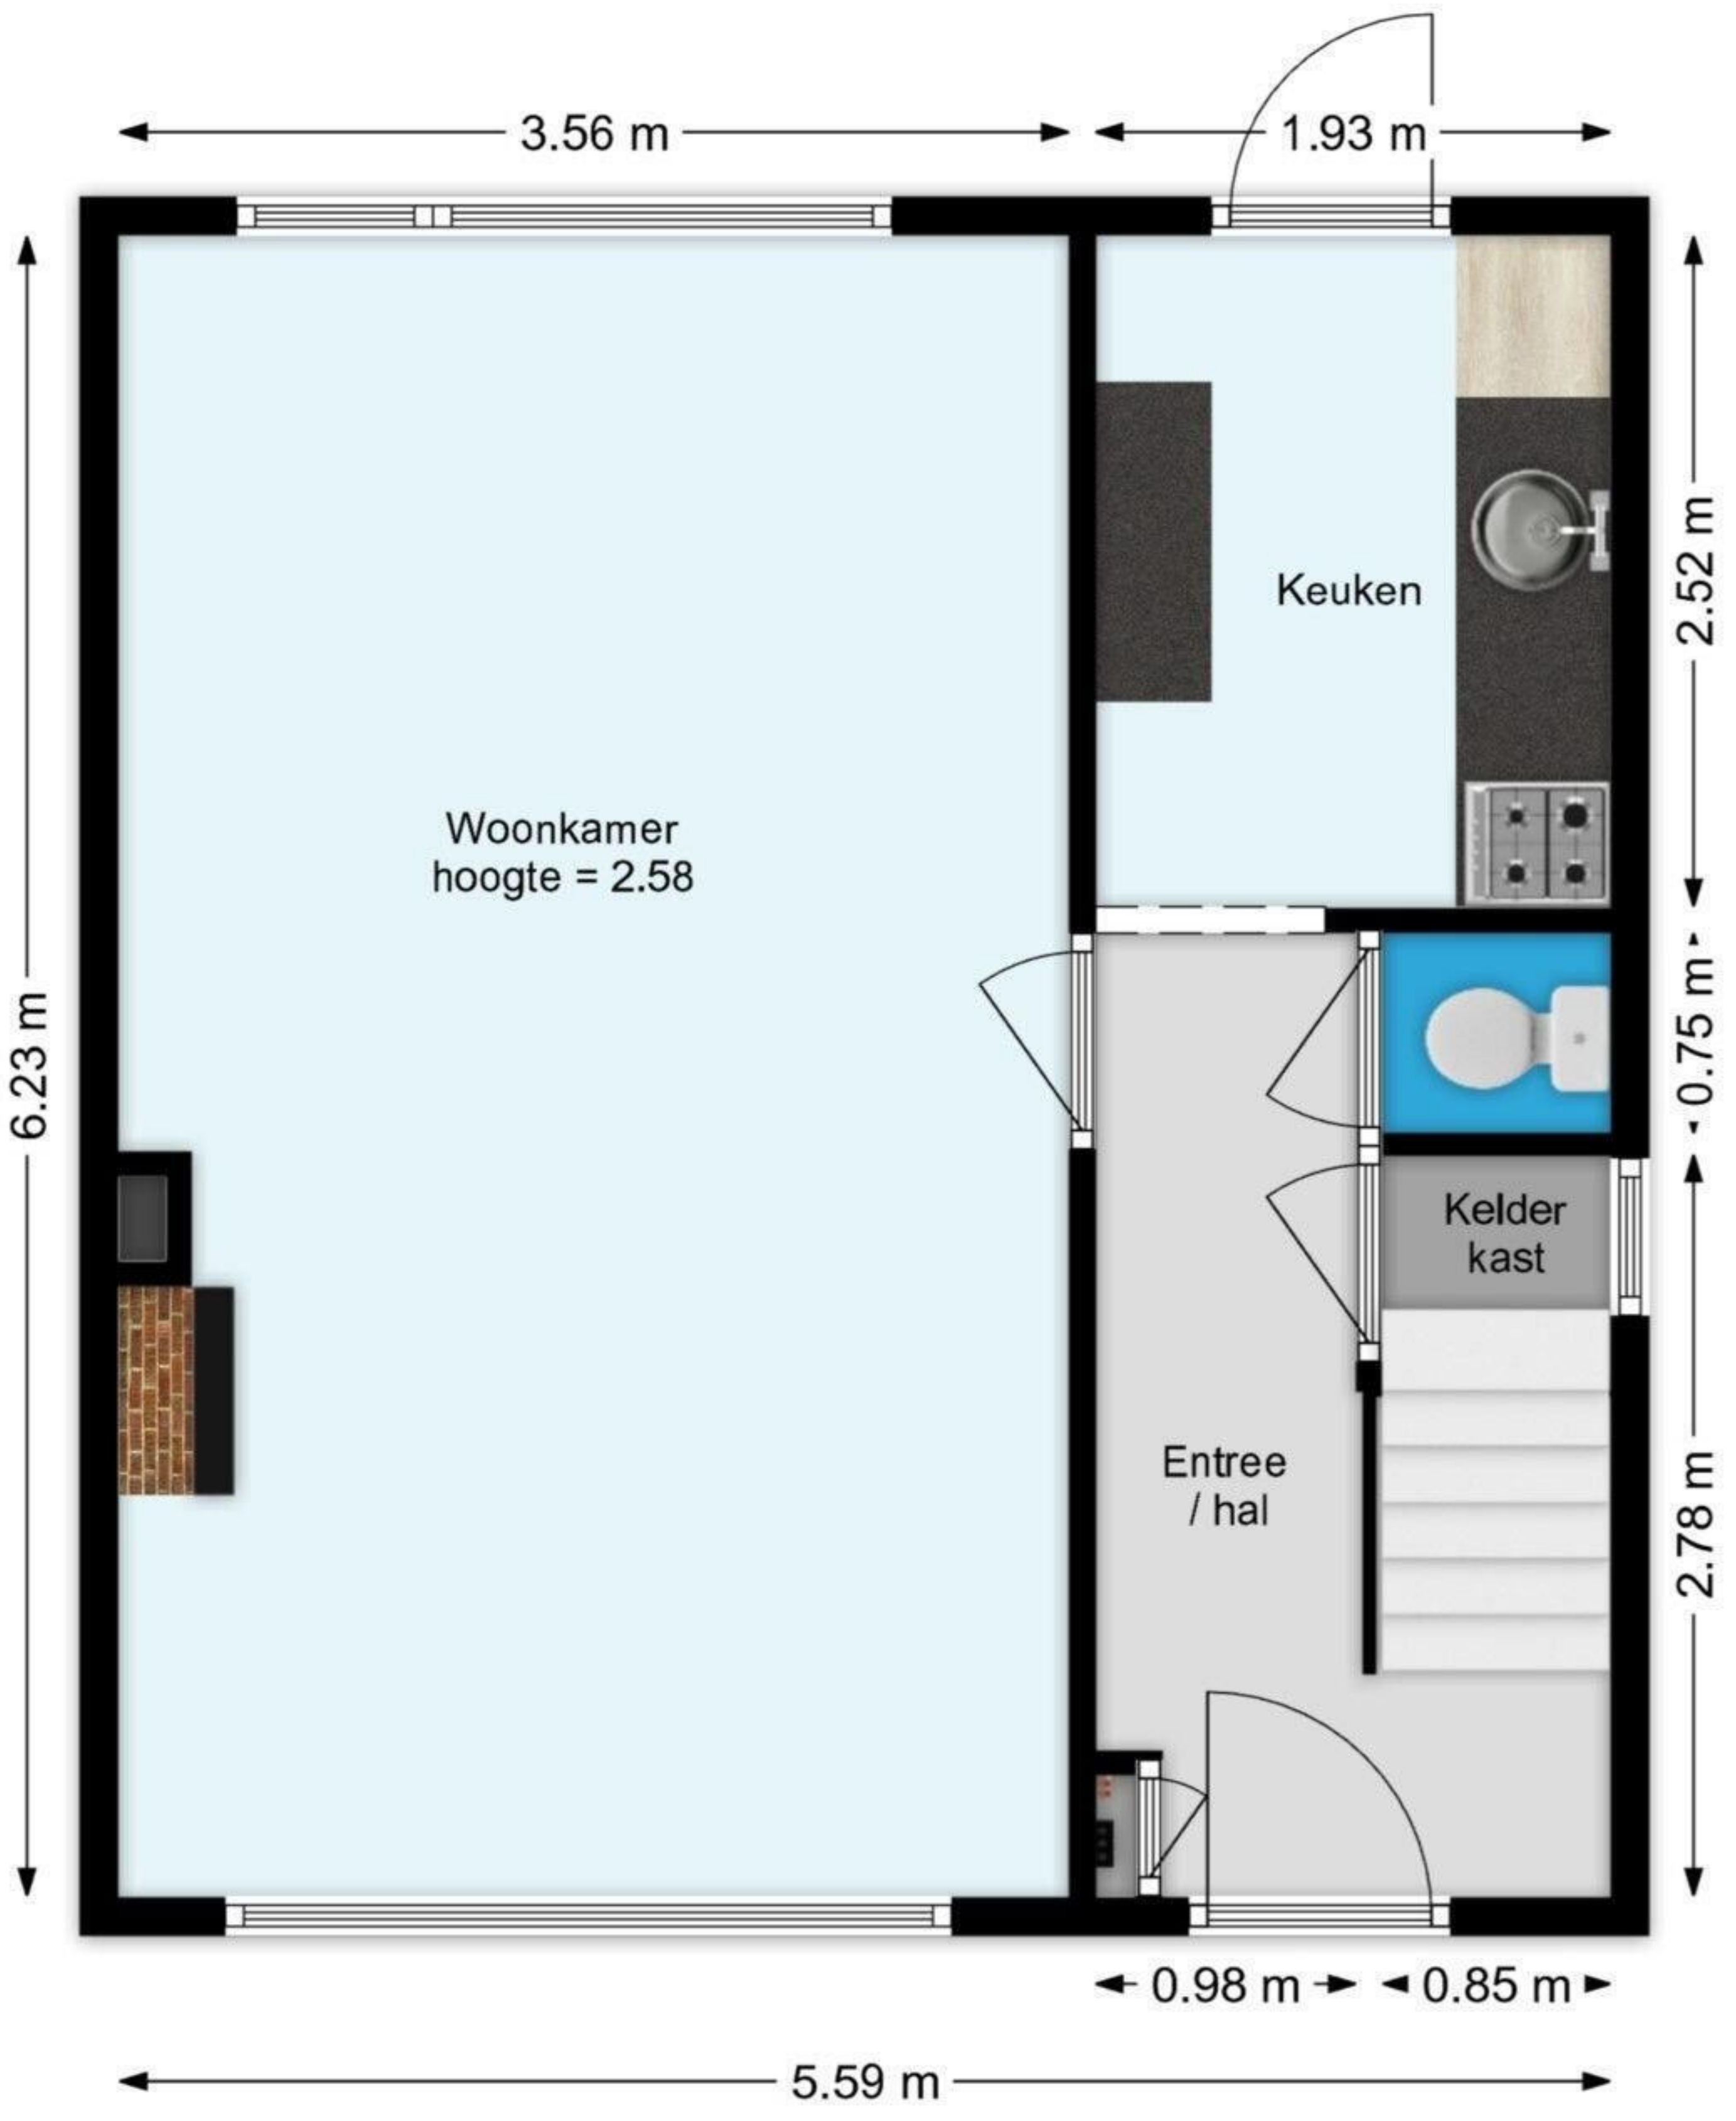 3.56 m
1.93 m
2.52 m
Keuken
Woonkamer
hoogte = 2.58
6.23 m
0.75 m
Kelder
kast
Entree
/ hal
2.78 m
0.98 m
0.85 m
5.59 m